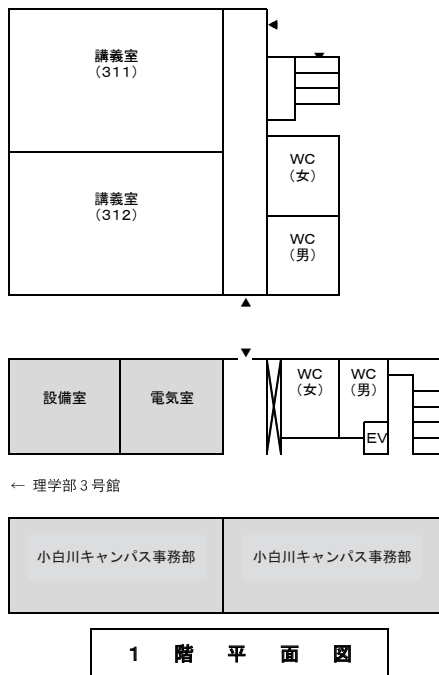 講義室
（311）
講義室
（312）
WC
（女）
WC
（男）
設備室
電気室
WC
（女）
WC
（男）
EV
← 理学部３号館
小白川キャンパス事務部
小白川キャンパス事務部
１階平面図